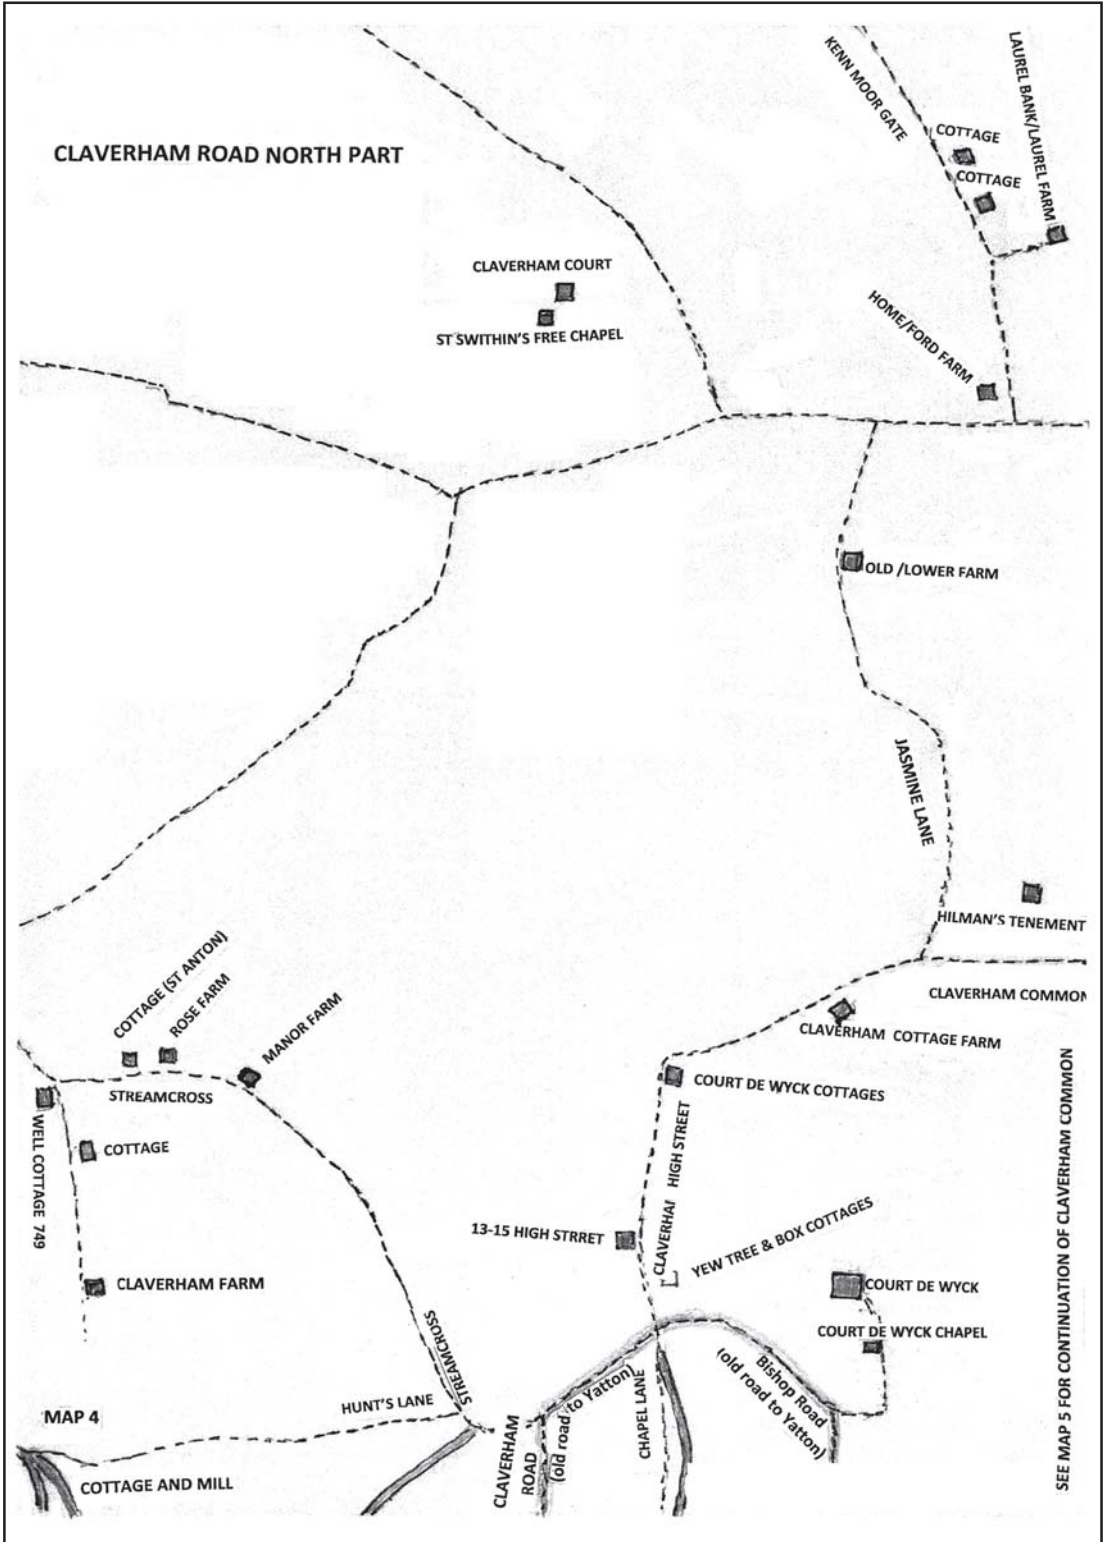 KENN MOOR GATE
LAUREL BANK/LAUREL FARM
COTTAGE
COTTAGE
CLAVERHAM ROAD NORTH PART
CLAVERHAM COURT
ST SWITHIN'S FREE CHAPEL
HOME/FORD FARM
OLD /LOWER FARM
JASMINE LANE
HILMAN'S TENEMENT
CLAVERHAM COMMON
CLAVERHAM COTTAGE FARM
COTTAGE (ST ANTON)
ROSE FARM
MANOR FARM
STREAMCROSS
COURT DE WYCK COTTAGES
WELL COTTAGE 749
COTTAGE
CLAVERHAM FARM
CLAVERHAI HIGH STREET
13-15 HIGH STRRET
YEW TREE & BOX COTTAGES
COURT DE WYCK
COURT DE WYCK CHAPEL
STREAMCROSS
HUNT'S LANE
CLAVERHAM
ROAD
(old road to Yatton)
CHAPEL LANE
Bishop Road
(old road to Yatton)
MAP 4
COTTAGE AND MILL
SEE MAP 5 FOR CONTINUATION OF CLAVERHAM COMMON